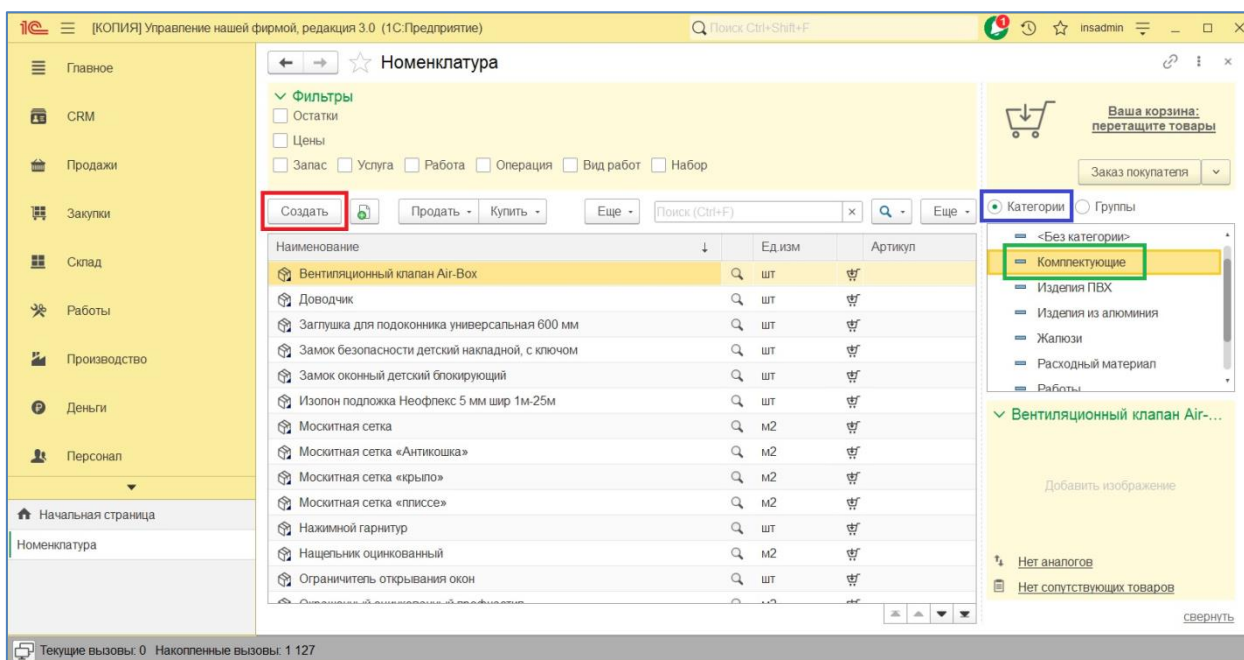 [КОПИЯ] Управление нашей фирмой, редакция 3.0 (1С:Предприятие)
Поиск Ctrl+Shift+F
1
insadmin
Главное
CRM
Продажи
Закупки
Склад
Работы
Производство
Деньги
Персонал
Начальная страница
Номенклатура
Номенклатура
Фильтры
Остатки
Цены
Запас Услуга Работа Операция Вид работ Набор
Создать Продать Купить Еще Поиск (Ctrl+F) Еще
Наименование Ед.изм Артикул
Вентиляционный клапан Air-Box шт
Доводчик шт
Заглушка для подоконника универсальная 600 мм шт
Замок безопасности детский накладной, с ключом шт
Замок оконный детский блокирующий шт
Изолон подложка Неофлекс 5 мм шир 1м-25м шт
Москитная сетка м2
Москитная сетка «Антикошка» м2
Москитная сетка «крыло» м2
Москитная сетка «плиссе» м2
Нажимной гарнитур шт
Нащельник оцинкованный м2
Ограничитель открывания окон шт
Окрашенный оцинкованный профнастил м2
Ваша корзина:
перетащите товары
Заказ покупателя
Категории Группы
<Без категории>
Комплектующие
Изделия ПВХ
Изделия из алюминия
Жалюзи
Расходный материал
Работы
Вентиляционный клапан Air-...
Добавить изображение
Нет аналогов
Нет сопутствующих товаров
свернуть
Текущие вызовы: 0 Накопленные вызовы: 1 127